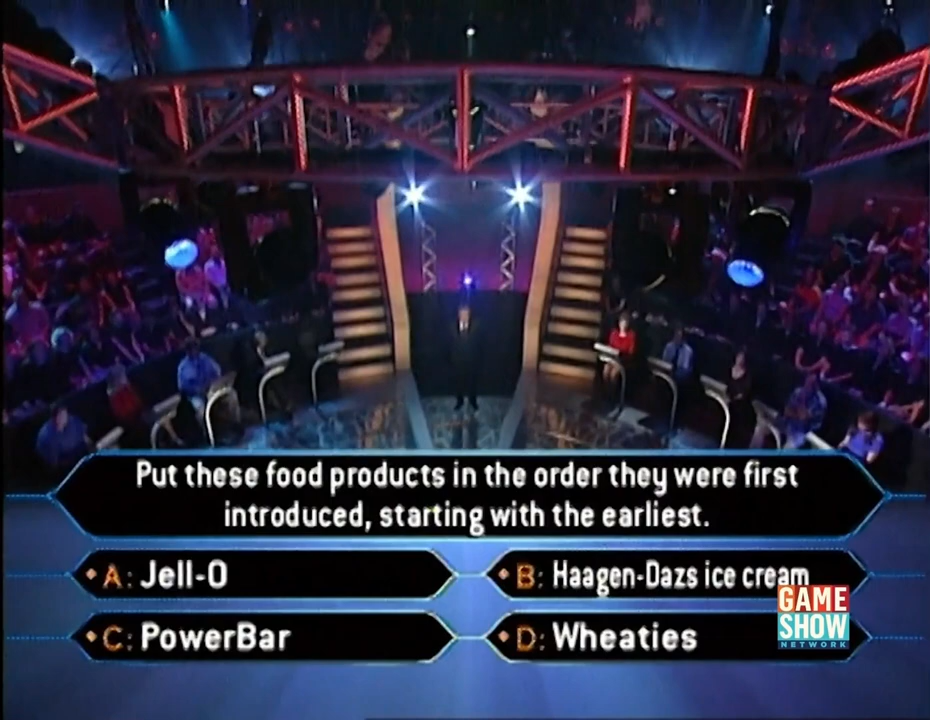 Put these food products in the order they were first
introduced, starting with the earliest.
A: Jell-O
B: Haagen-Dazs ice cream
C: PowerBar
D: Wheaties
GAME
SHOW
NETWORK